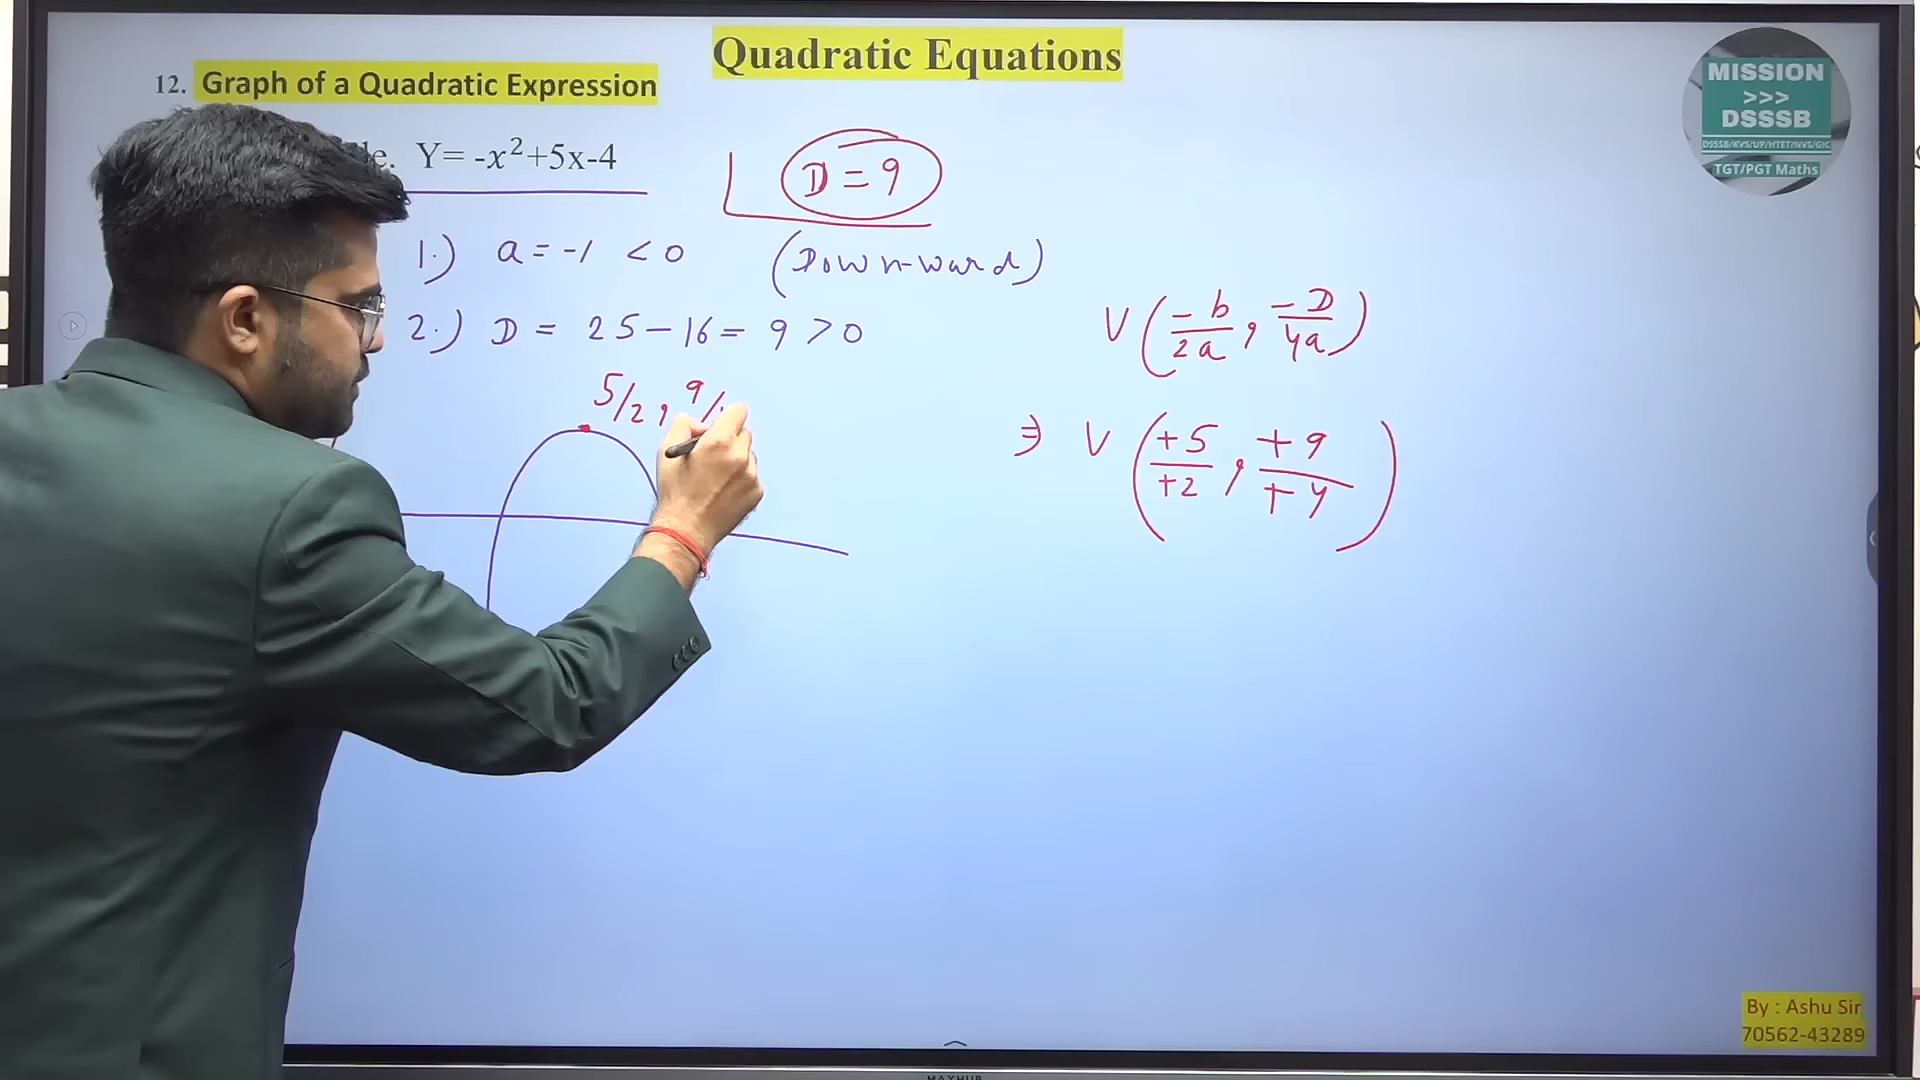 Quadratic Equations
12. Graph of a Quadratic Expression
Y= -x²+5x-4
D = 9
1.) a = -1 < 0 (Downward)
2.) D = 25 - 16 = 9 > 0
V (-b/2a, -D/4a)
5/2, 9/
⇒ V (+5/+2, +9/+4)
MISSION
>>>
DSSSB
DSSSB/KVS/UP/HTET/NVS/GIC
TGT/PGT Maths
By : Ashu Sir
70562-43289
MAXHUB